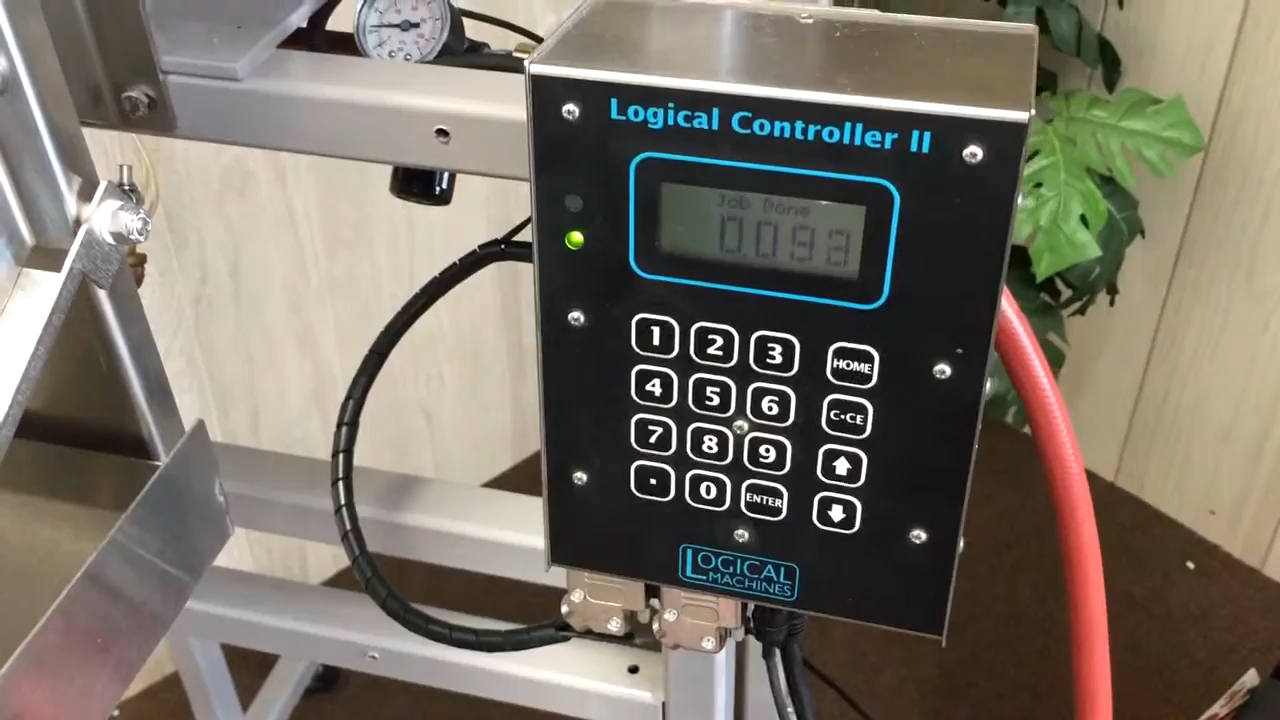 Logical Controller II
Job Done
1 2 3 HOME
4 5 6 C•CE
7 8 9
. 0 ENTER
LOGICAL
MACHINES